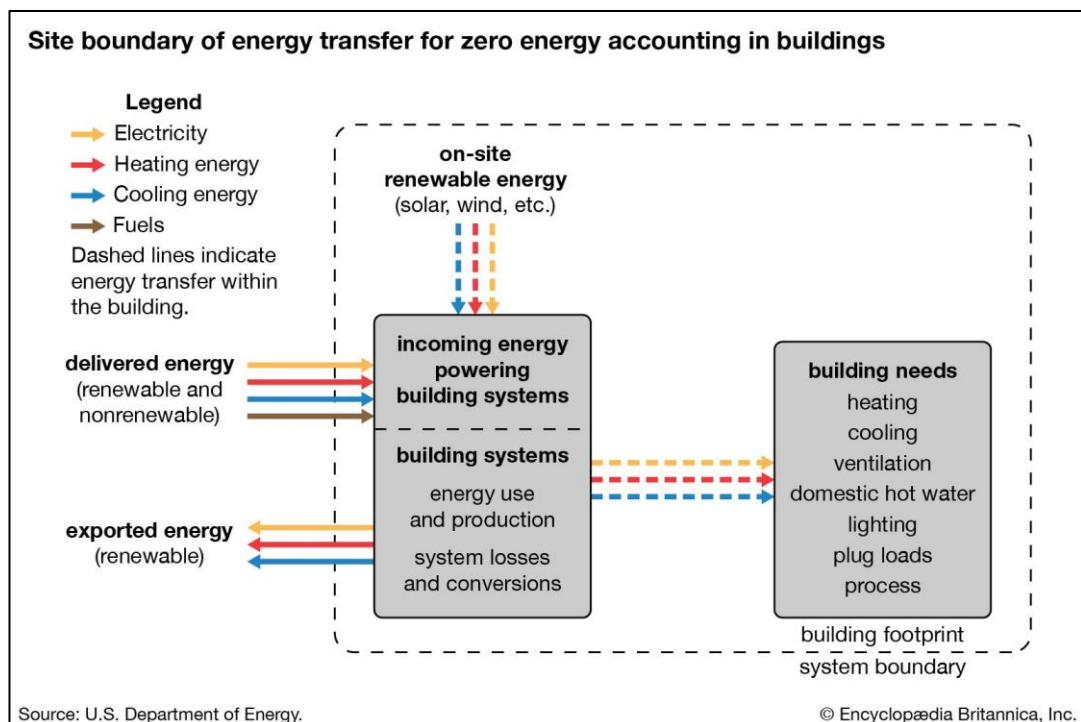 Site boundary of energy transfer for zero energy accounting in buildings
Legend
Electricity
Heating energy
Cooling energy
Fuels
Dashed lines indicate
energy transfer within
the building.
on-site
renewable energy
(solar, wind, etc.)
delivered energy
(renewable and
nonrenewable)
incoming energy
powering
building systems
building systems
energy use
and production
system losses
and conversions
exported energy
(renewable)
building needs
heating
cooling
ventilation
domestic hot water
lighting
plug loads
process
building footprint
system boundary
Source: U.S. Department of Energy.
© Encyclopædia Britannica, Inc.